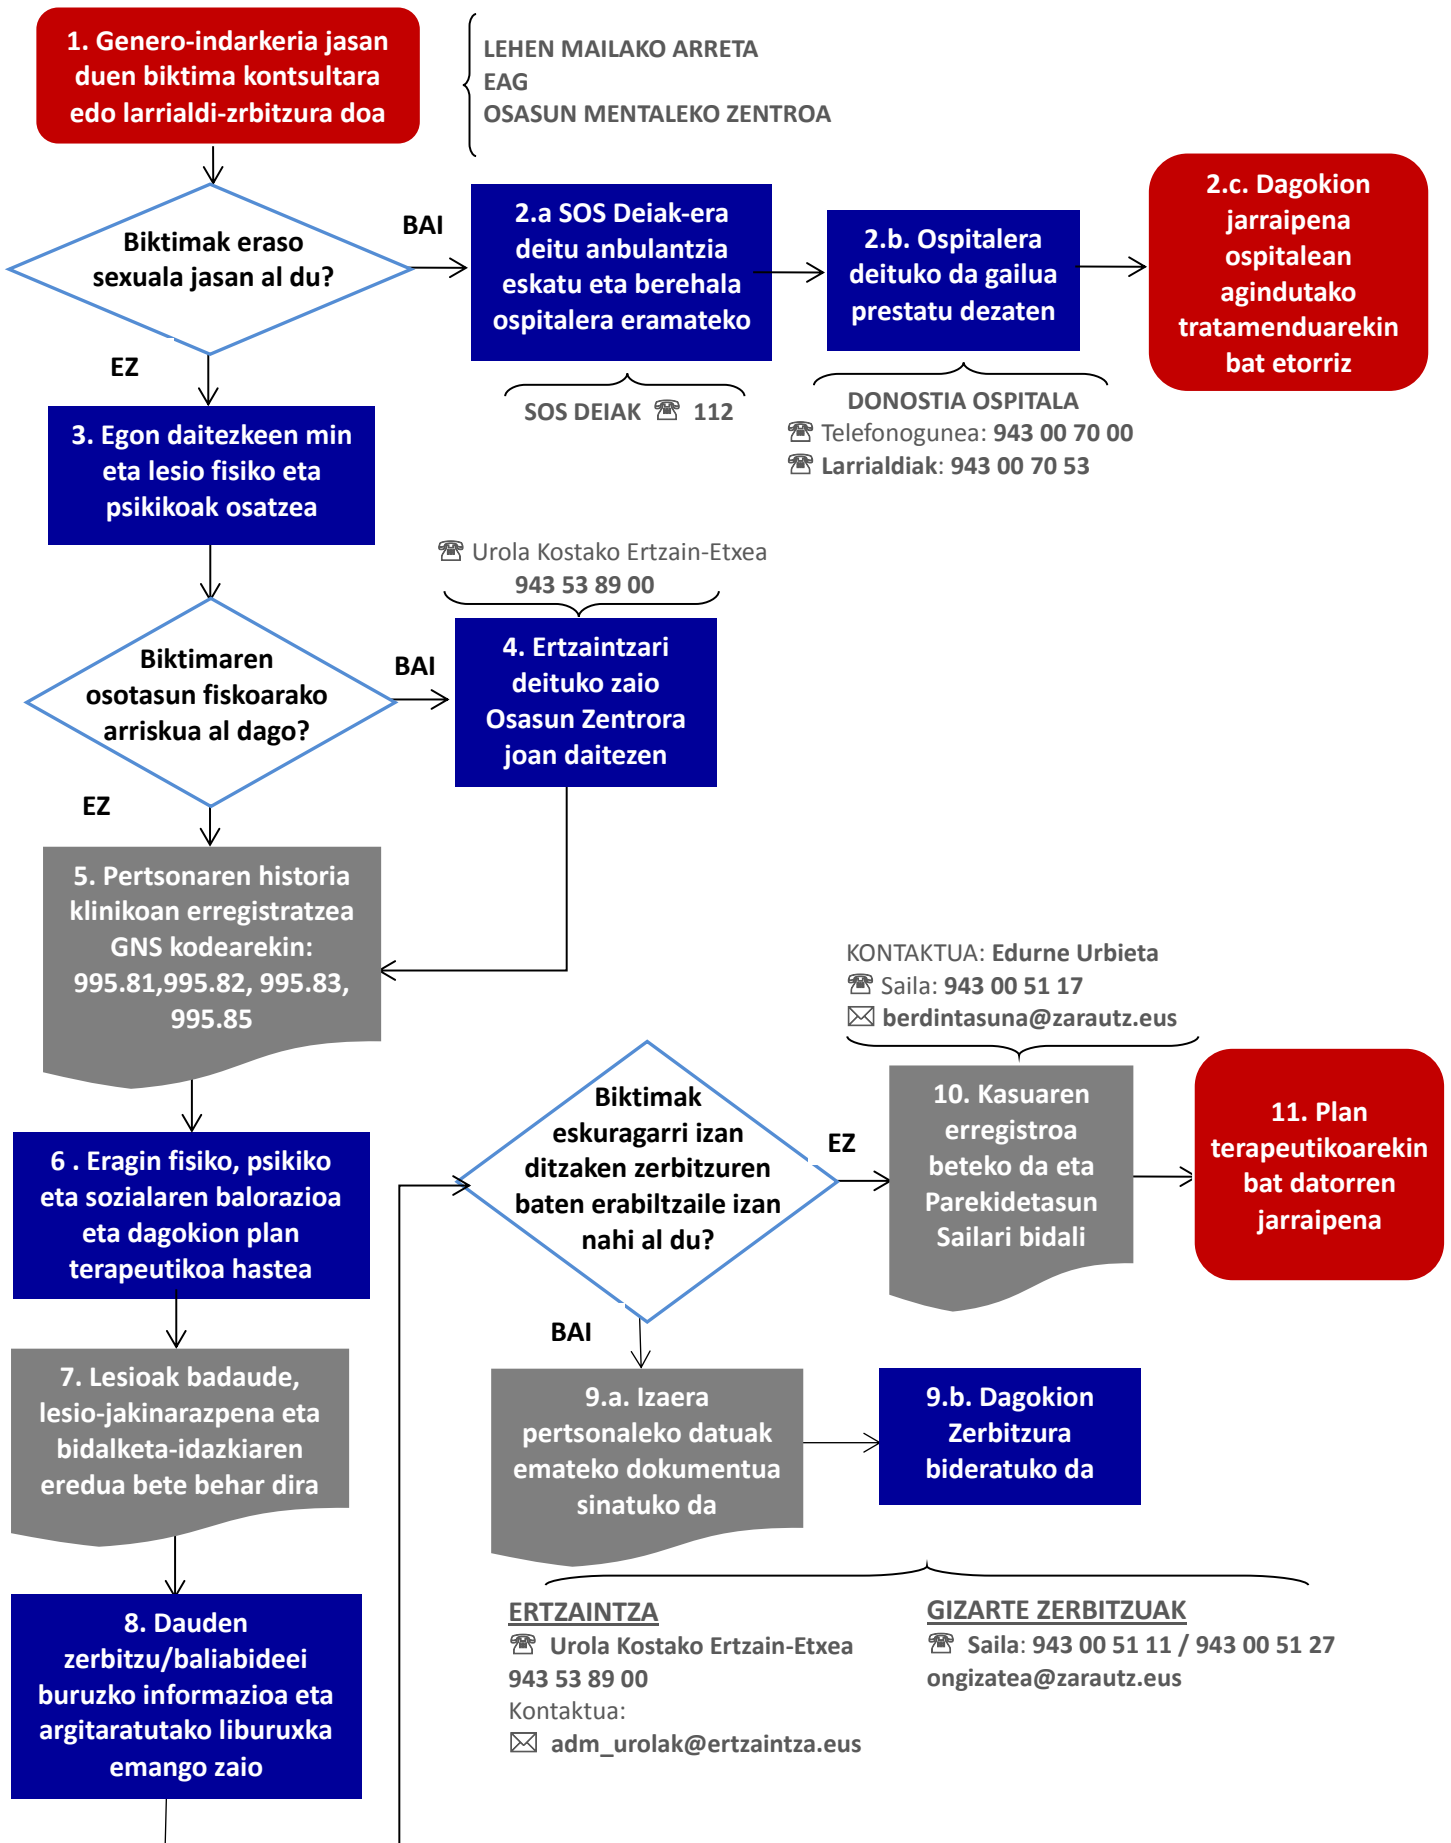 1. Genero-indarkeria jasan
duen biktima kontsultara
edo larrialdi-zrbitzura doa
LEHEN MAILAKO ARRETA
EAG
OSASUN MENTALEKO ZENTROA
Biktimak eraso
sexuala jasan al du?
BAI
2.a SOS Deiak-era
deitu anbulantzia
eskatu eta berehala
ospitalera eramateko
2.b. Ospitalera
deituko da gailua
prestatu dezaten
2.c. Dagokion
jarraipena
ospitalean
agindutako
tratamenduarekin
bat etorriz
EZ
SOS DEIAK ☎ 112
DONOSTIA OSPITALA
☎ Telefonogunea: 943 00 70 00
☎ Larrialdiak: 943 00 70 53
3. Egon daitezkeen min
eta lesio fisiko eta
psikikoak osatzea
☎ Urola Kostako Ertzain-Etxea
943 53 89 00
Biktimaren
osotasun fiskoarako
arriskua al dago?
BAI
4. Ertzaintzari
deituko zaio
Osasun Zentrora
joan daitezen
EZ
5. Pertsonaren historia
klinikoan erregistratzea
GNS kodearekin:
995.81,995.82, 995.83,
995.85
KONTAKTUA: Edurne Urbieta
☎ Saila: 943 00 51 17
✉ berdintasuna@zarautz.eus
6 . Eragin fisiko, psikiko
eta sozialaren balorazioa
eta dagokion plan
terapeutikoa hastea
Biktimak
eskuragarri izan
ditzaken zerbitzuren
baten erabiltzaile izan
nahi al du?
EZ
10. Kasuaren
erregistroa
beteko da eta
Parekidetasun
Sailari bidali
11. Plan
terapeutikoarekin
bat datorren
jarraipena
BAI
7. Lesioak badaude,
lesio-jakinarazpena eta
bidalketa-idazkiaren
eredua bete behar dira
9.a. Izaera
pertsonaleko datuak
emateko dokumentua
sinatuko da
9.b. Dagokion
Zerbitzura
bideratuko da
8. Dauden
zerbitzu/baliabideei
buruzko informazioa eta
argitaratutako liburuxka
emango zaio
ERTZAINTZA
☎ Urola Kostako Ertzain-Etxea
943 53 89 00
Kontaktua:
✉ adm_urolak@ertzaintza.eus
GIZARTE ZERBITZUAK
☎ Saila: 943 00 51 11 / 943 00 51 27
ongizatea@zarautz.eus